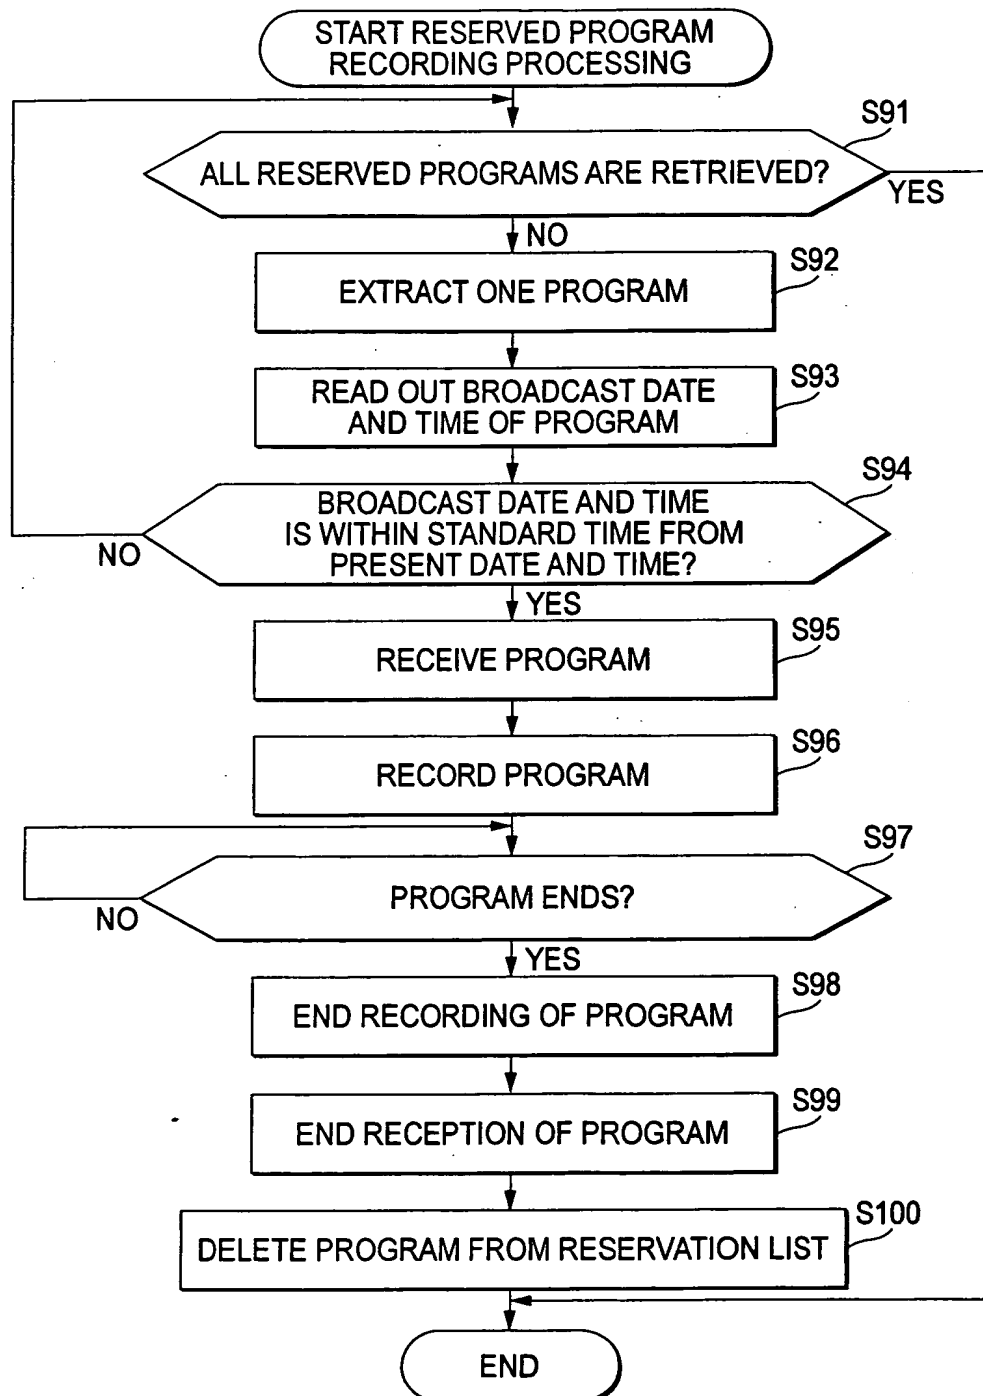 START RESERVED PROGRAM
RECORDING PROCESSING
S91
ALL RESERVED PROGRAMS ARE RETRIEVED?
YES
NO
S92
EXTRACT ONE PROGRAM
S93
READ OUT BROADCAST DATE
AND TIME OF PROGRAM
S94
BROADCAST DATE AND TIME
IS WITHIN STANDARD TIME FROM
PRESENT DATE AND TIME?
NO
YES
S95
RECEIVE PROGRAM
S96
RECORD PROGRAM
S97
PROGRAM ENDS?
NO
YES
S98
END RECORDING OF PROGRAM
S99
END RECEPTION OF PROGRAM
S100
DELETE PROGRAM FROM RESERVATION LIST
END